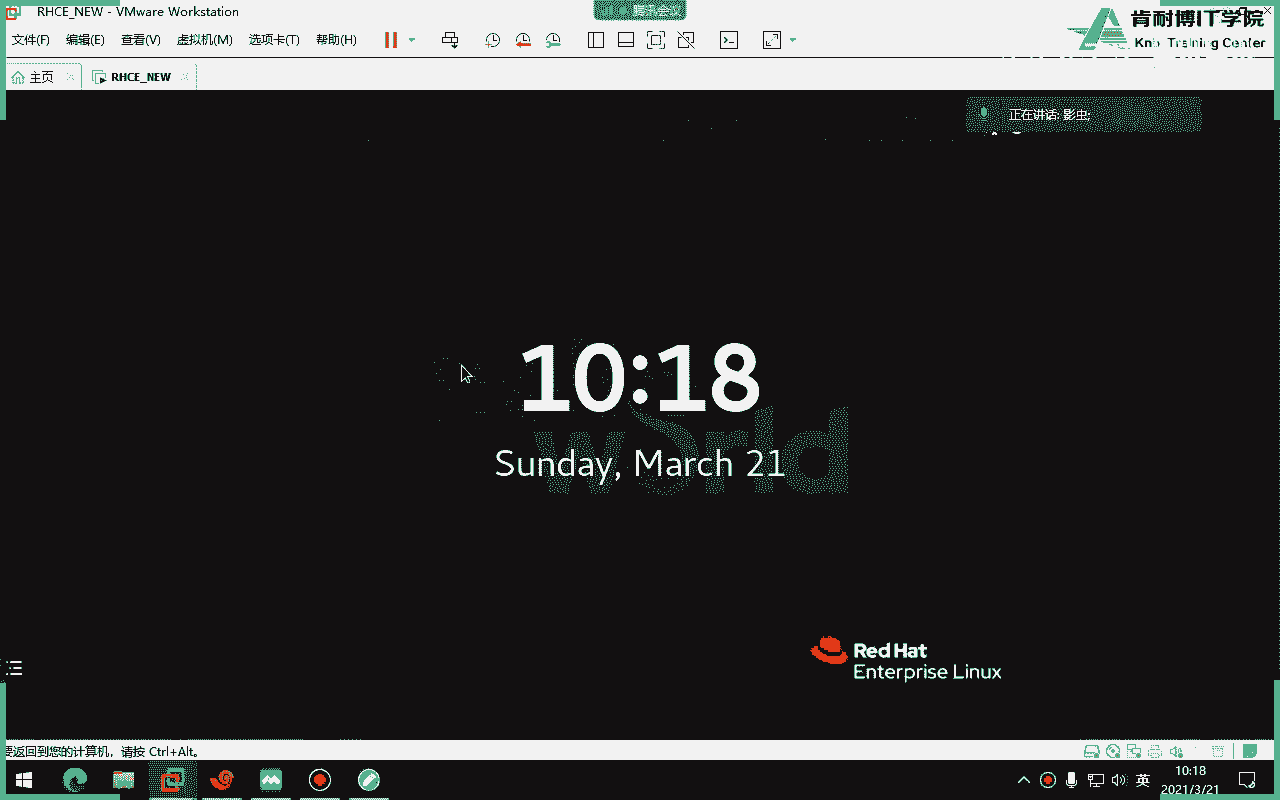 RHCE_NEW - VMware Workstation
腾讯会议
肯耐博IT学院
文件(F) 编辑(E) 查看(V) 虚拟机(M) 选项卡(T) 帮助(H)
Knb Training Center
主页 RHCE_NEW
正在讲话: 影虫;
10:18
world
Sunday, March 21
Red Hat
Enterprise Linux
要返回到您的计算机，请按 Ctrl+Alt。
英
10:18
2021/3/21